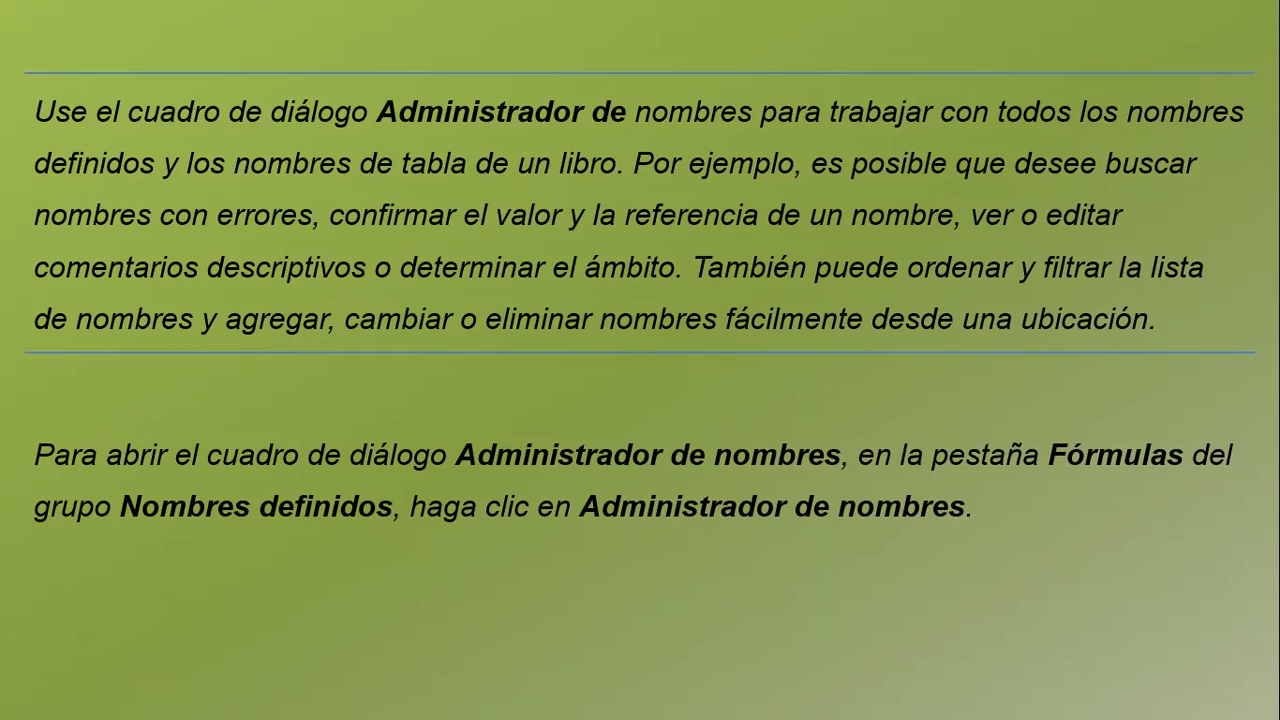 Use el cuadro de diálogo Administrador de nombres para trabajar con todos los nombres
definidos y los nombres de tabla de un libro. Por ejemplo, es posible que desee buscar
nombres con errores, confirmar el valor y la referencia de un nombre, ver o editar
comentarios descriptivos o determinar el ámbito. También puede ordenar y filtrar la lista
de nombres y agregar, cambiar o eliminar nombres fácilmente desde una ubicación.
Para abrir el cuadro de diálogo Administrador de nombres, en la pestaña Fórmulas del
grupo Nombres definidos, haga clic en Administrador de nombres.